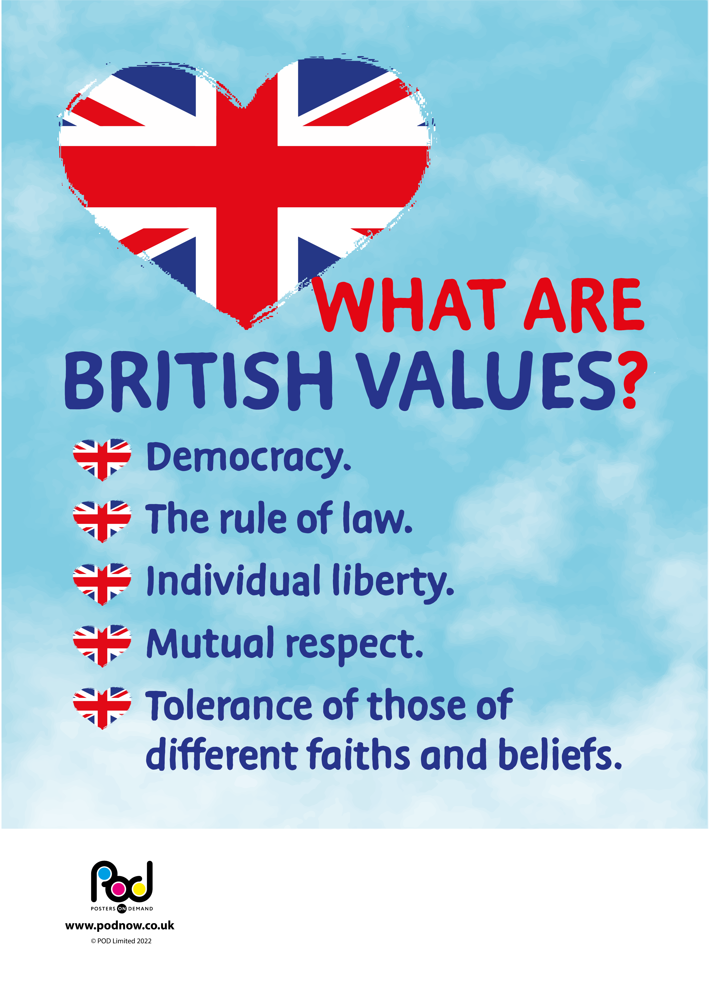 WHAT ARE
BRITISH VALUES?
Democracy.
The rule of law.
Individual liberty.
Mutual respect.
Tolerance of those of
different faiths and beliefs.
Pod
POSTERS ON DEMAND
www.podnow.co.uk
© POD Limited 2022